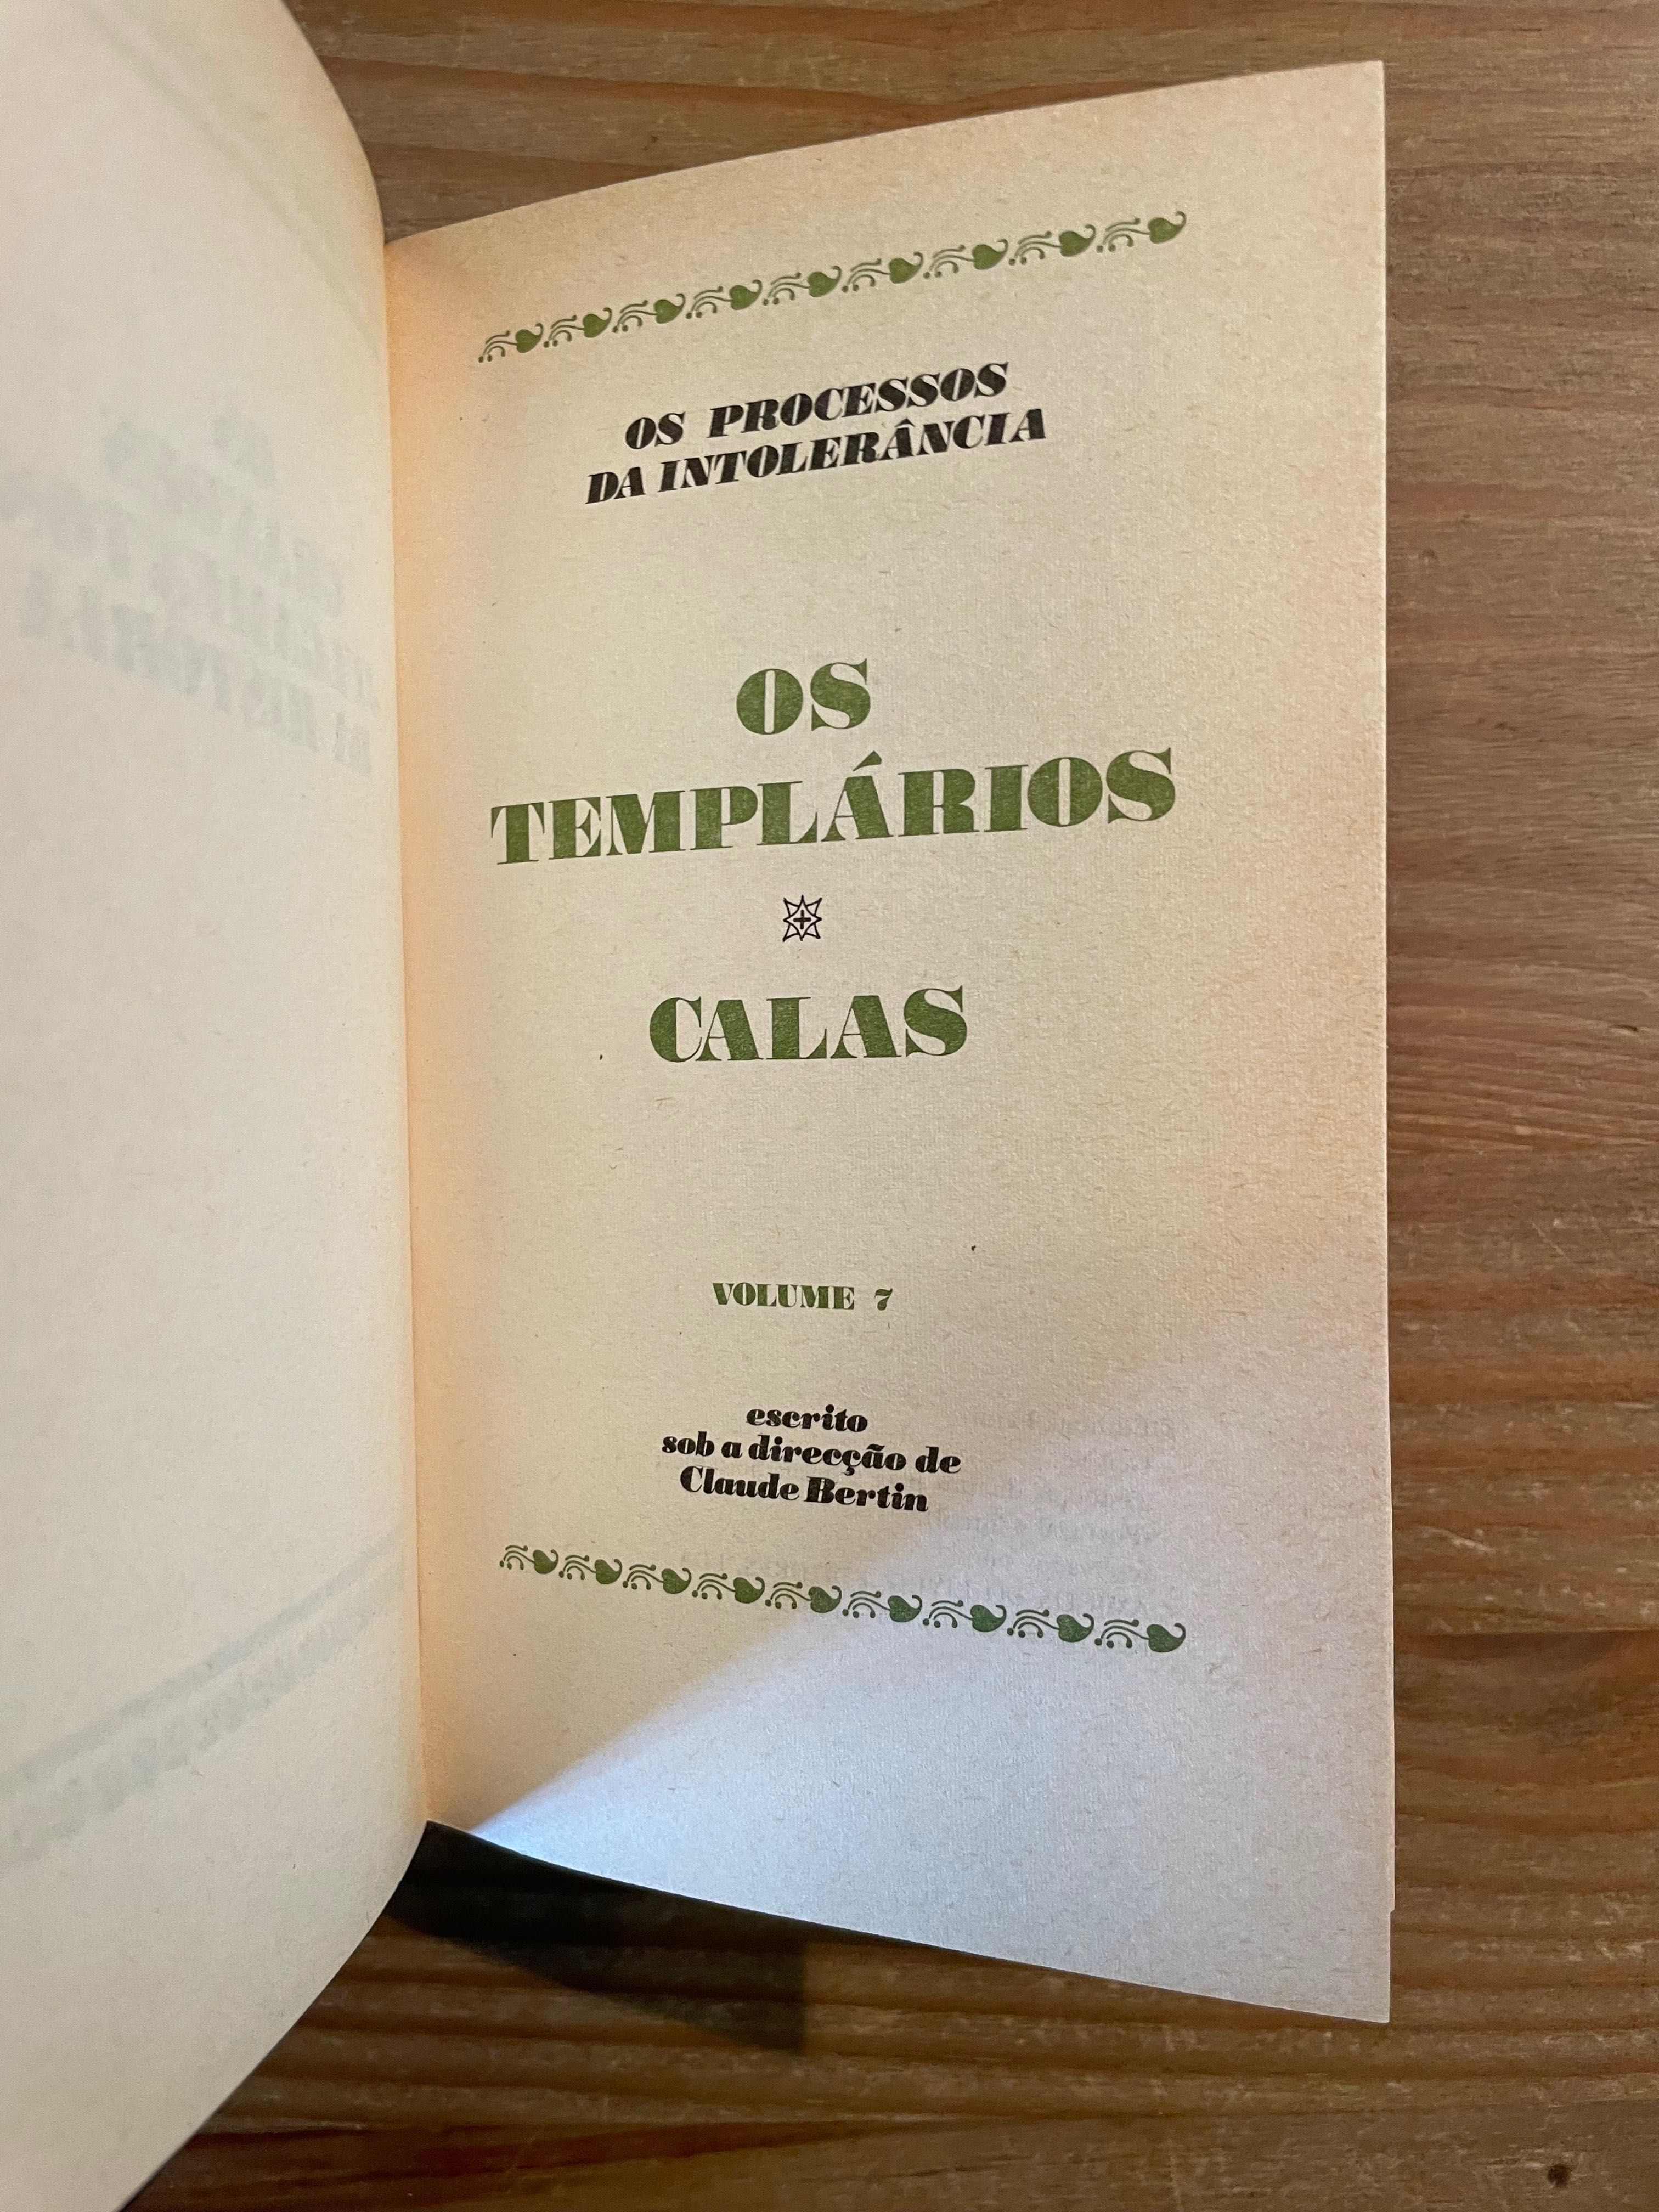 OS PROCESSOS
DA INTOLERÂNCIA
OS
TEMPLÁRIOS
CALAS
VOLUME 7
escrito
sob a direcção de
Claude Bertin